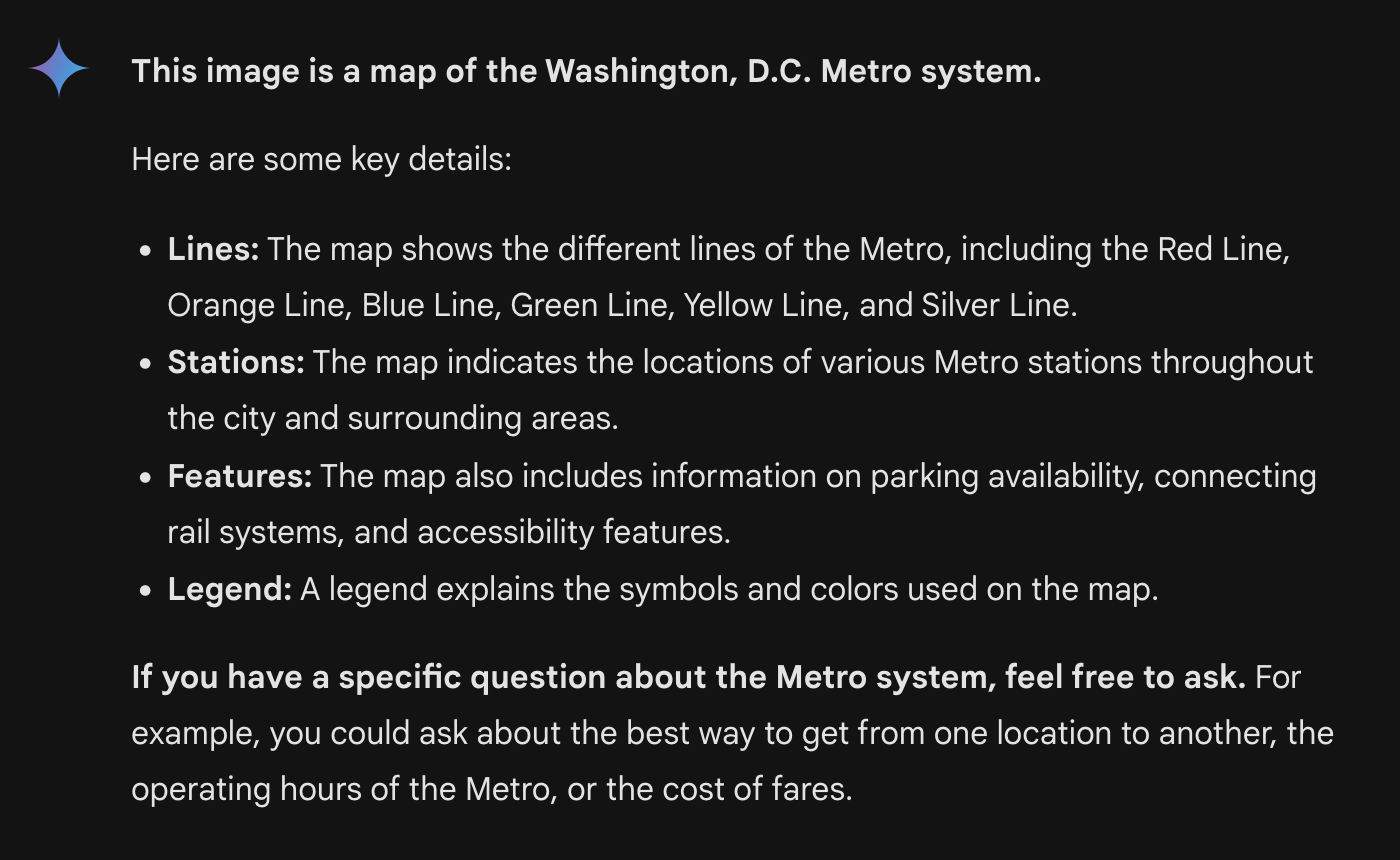 This image is a map of the Washington, D.C. Metro system.
Here are some key details:
• Lines: The map shows the different lines of the Metro, including the Red Line,
Orange Line, Blue Line, Green Line, Yellow Line, and Silver Line.
• Stations: The map indicates the locations of various Metro stations throughout
the city and surrounding areas.
• Features: The map also includes information on parking availability, connecting
rail systems, and accessibility features.
• Legend: A legend explains the symbols and colors used on the map.
If you have a specific question about the Metro system, feel free to ask. For
example, you could ask about the best way to get from one location to another, the
operating hours of the Metro, or the cost of fares.